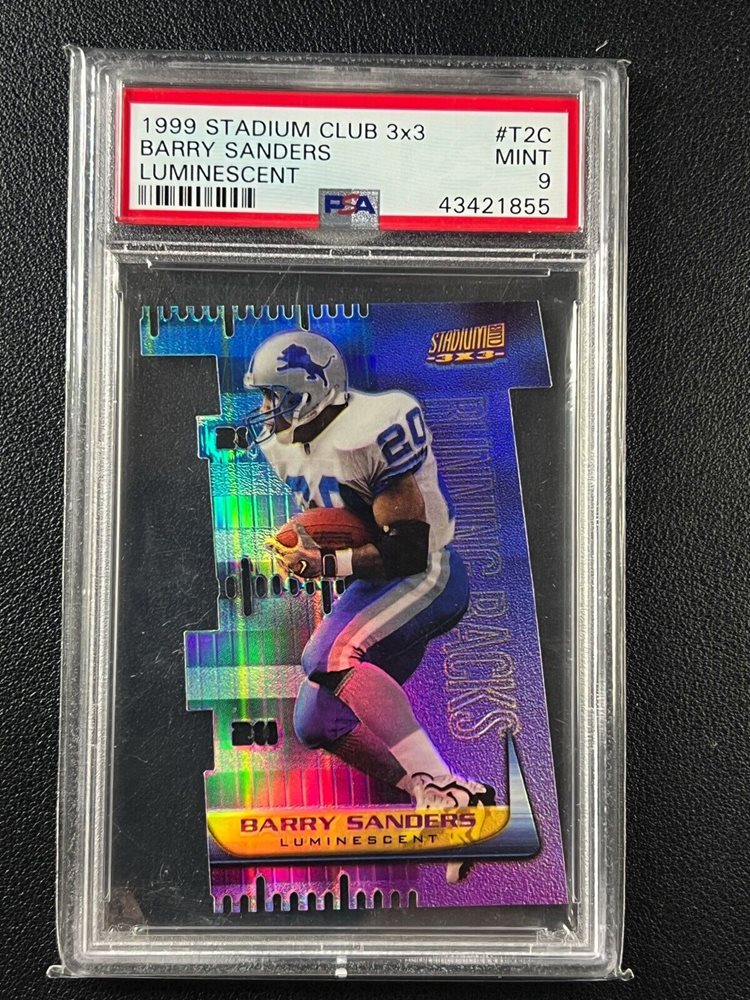 1999 STADIUM CLUB 3x3 #T2C
BARRY SANDERS MINT
LUMINESCENT 9
PSA 43421855
STADIUM CLUB
-3X3-
20
20
RUNNING BACKS
BARRY SANDERS
LUMINESCENT